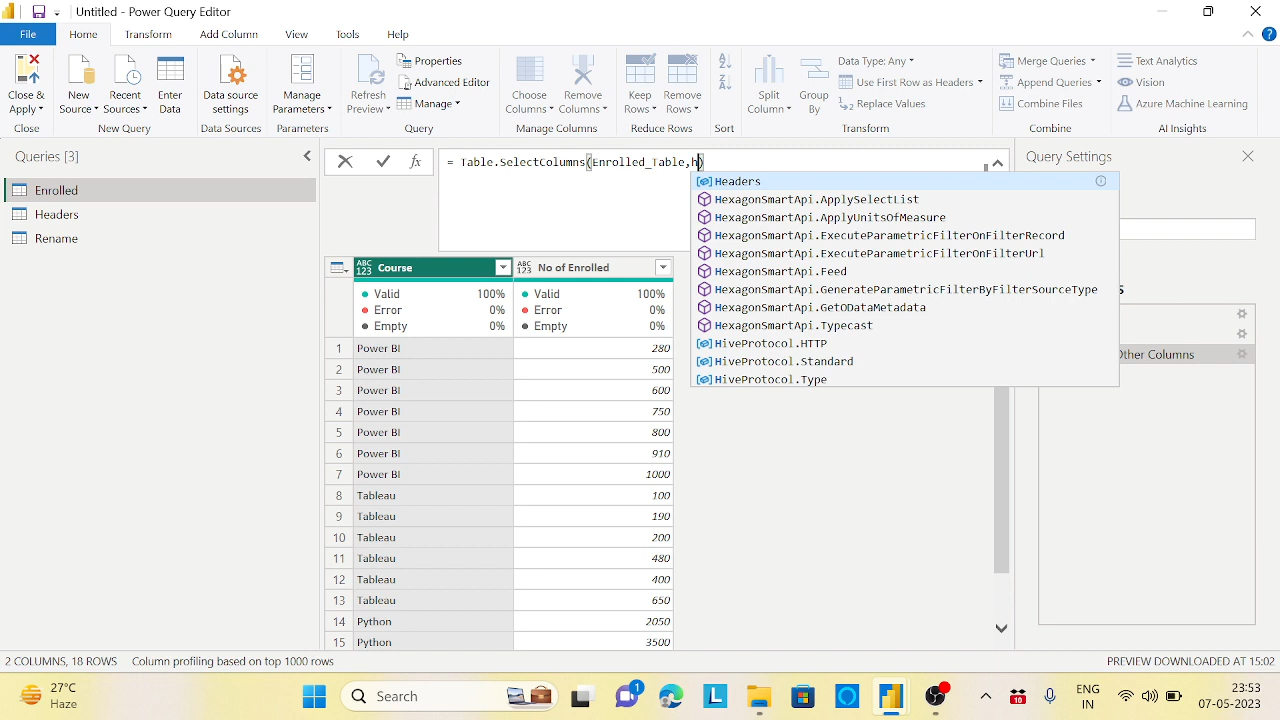 Untitled - Power Query Editor
File Home Transform Add Column View Tools Help
Close & Apply
Close
New Source
Recent Sources
Enter Data
New Query
Data source settings
Data Sources
Manage Parameters
Parameters
Refresh Preview
Properties
Advanced Editor
Manage
Query
Choose Columns
Remove Columns
Manage Columns
Keep Rows
Remove Rows
Reduce Rows
Sort
Split Column
Group By
Data Type: Any
Use First Row as Headers
Replace Values
Transform
Merge Queries
Append Queries
Combine Files
Combine
Text Analytics
Vision
Azure Machine Learning
AI Insights
Queries [3]
Enrolled
Headers
Rename
fx
= Table.SelectColumns(Enrolled_Table,h)
Headers
HexagonSmartApi.ApplySelectList
HexagonSmartApi.ApplyUnitsOfMeasure
HexagonSmartApi.ExecuteParametricFilterOnFilterRecord
HexagonSmartApi.ExecuteParametricFilterOnFilterUrl
HexagonSmartApi.Feed
HexagonSmartApi.GenerateParametricFilterByFilterSourceType
HexagonSmartApi.GetODataMetadata
HexagonSmartApi.Typecast
HiveProtocol.HTTP
HiveProtocol.Standard
HiveProtocol.Type
ABC 123 Course ABC 123 No of Enrolled
Valid 100% Valid 100%
Error 0% Error 0%
Empty 0% Empty 0%
1 Power BI 280
2 Power BI 500
3 Power BI 600
4 Power BI 750
5 Power BI 800
6 Power BI 910
7 Power BI 1000
8 Tableau 100
9 Tableau 190
10 Tableau 200
11 Tableau 480
12 Tableau 400
13 Tableau 650
14 Python 2050
15 Python 3500
Query Settings
Other Columns
2 COLUMNS, 18 ROWS Column profiling based on top 1000 rows
PREVIEW DOWNLOADED AT 15:02
27°C
Haze
Search
1
L
10
ENG
IN
23:53
07-05-2023